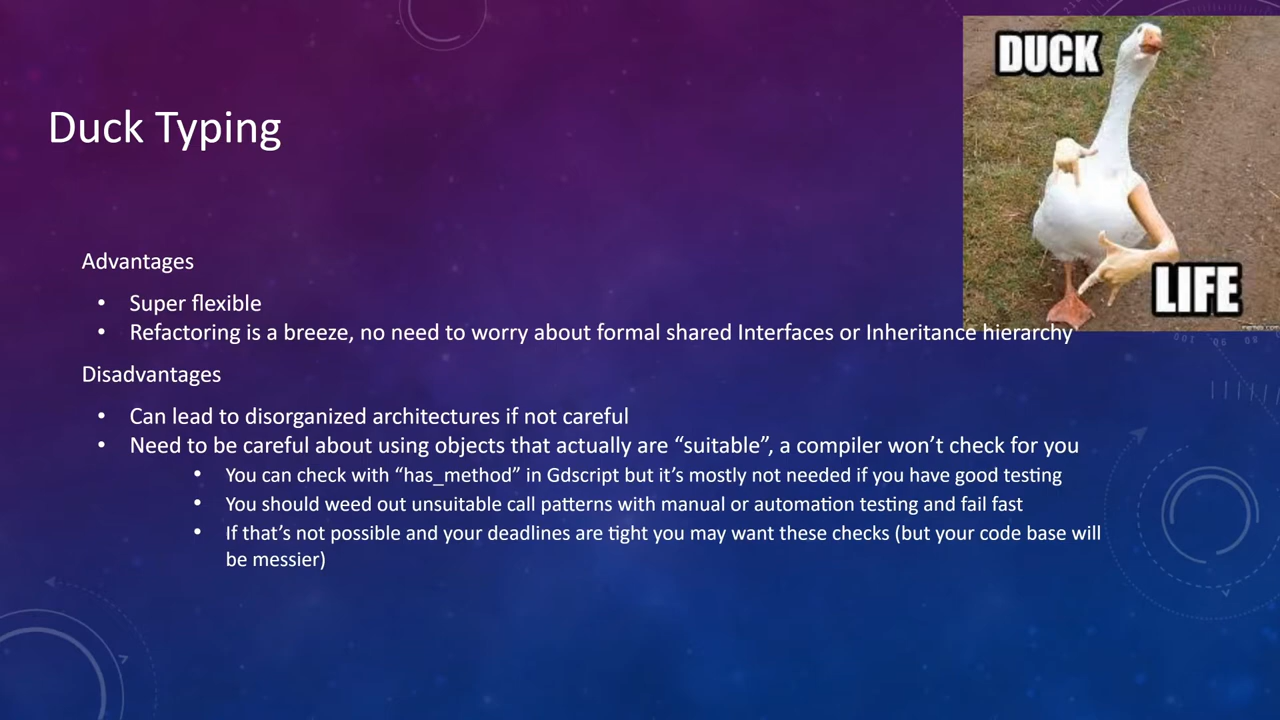 DUCK
Duck Typing
LIFE
Advantages
• Super flexible
• Refactoring is a breeze, no need to worry about formal shared Interfaces or Inheritance hierarchy
Disadvantages
• Can lead to disorganized architectures if not careful
• Need to be careful about using objects that actually are “suitable”, a compiler won’t check for you
• You can check with “has_method” in Gdscript but it’s mostly not needed if you have good testing
• You should weed out unsuitable call patterns with manual or automation testing and fail fast
• If that’s not possible and your deadlines are tight you may want these checks (but your code base will
be messier)